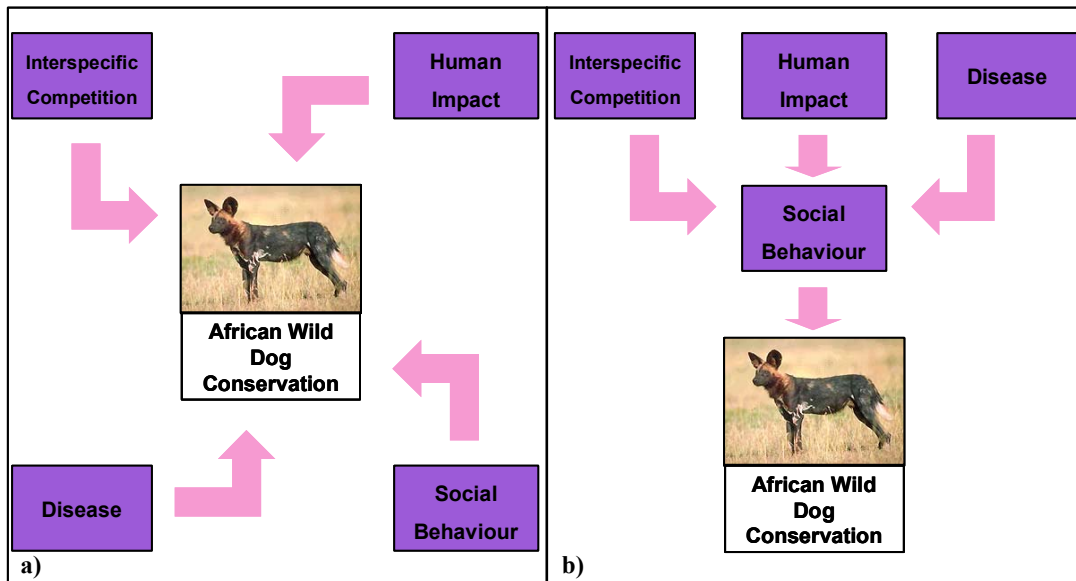 Interspecific
Competition
Human
Impact
African Wild
Dog
Conservation
Disease
Social
Behaviour
a)
Interspecific
Competition
Human
Impact
Disease
Social
Behaviour
African Wild
Dog
Conservation
b)